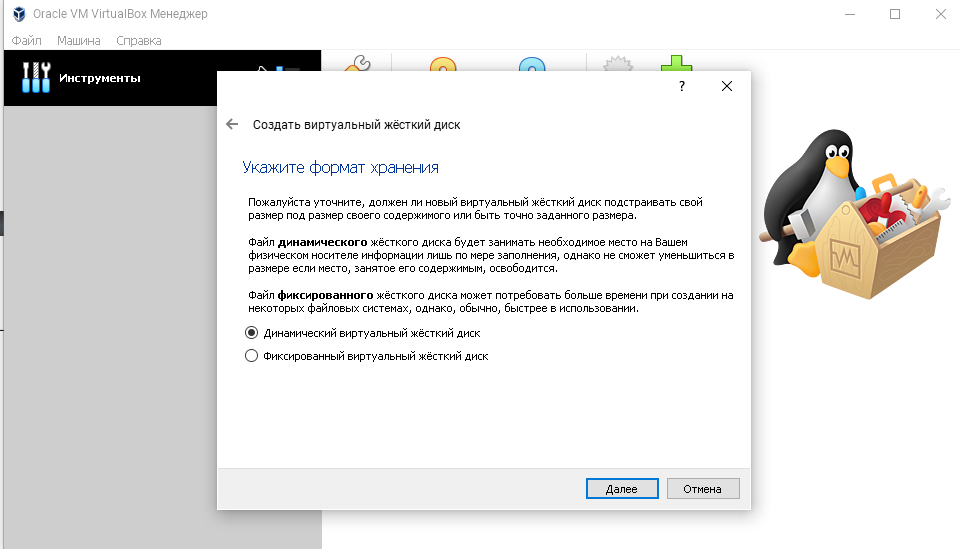 Oracle VM VirtualBox Менеджер
Файл Машина Справка
Инструменты
?
Создать виртуальный жёсткий диск
Укажите формат хранения
Пожалуйста уточните, должен ли новый виртуальный жёсткий диск подстраивать свой
размер под размер своего содержимого или быть точно заданного размера.
Файл динамического жёсткого диска будет занимать необходимое место на Вашем
физическом носителе информации лишь по мере заполнения, однако не сможет уменьшиться в
размере если место, занятое его содержимым, освободится.
Файл фиксированного жёсткого диска может потребовать больше времени при создании на
некоторых файловых системах, однако, обычно, быстрее в использовании.
Динамический виртуальный жёсткий диск
Фиксированный виртуальный жёсткий диск
Далее Отмена